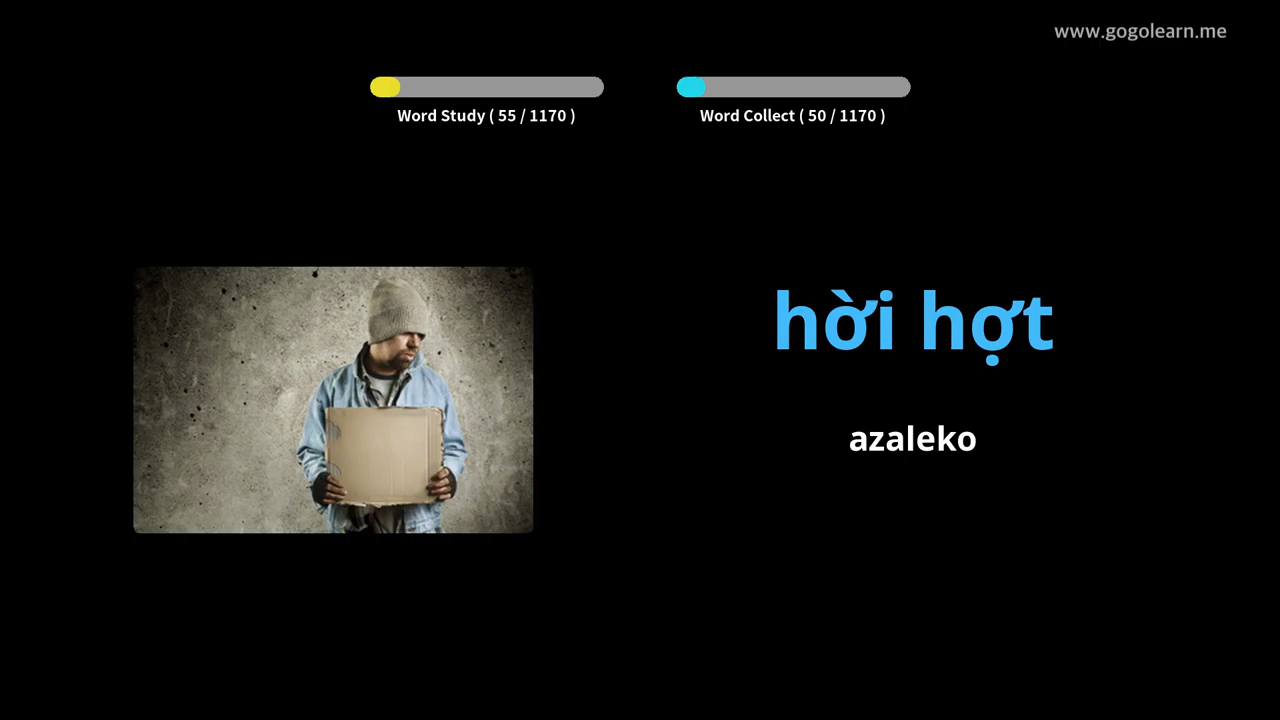 www.gogolearn.me
Word Study ( 55 / 1170 )
Word Collect ( 50 / 1170 )
hời hợt
azaleko